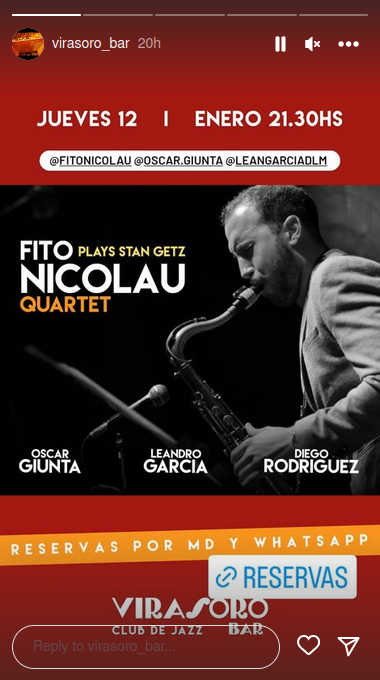 virasoro_bar 20h
JUEVES 12 | ENERO 21.30HS
@FITONICOLAU @OSCAR.GIUNTA @LEANGARCIADLM
FITO PLAYS STAN GETZ
NICOLAU
QUARTET
OSCAR GIUNTA
LEANDRO GARCIA
DIEGO RODRIGUEZ
RESERVAS POR MD Y WHATSAPP
RESERVAS
VIRASORO
CLUB DE JAZZ BAR
Reply to virasoro_bar...